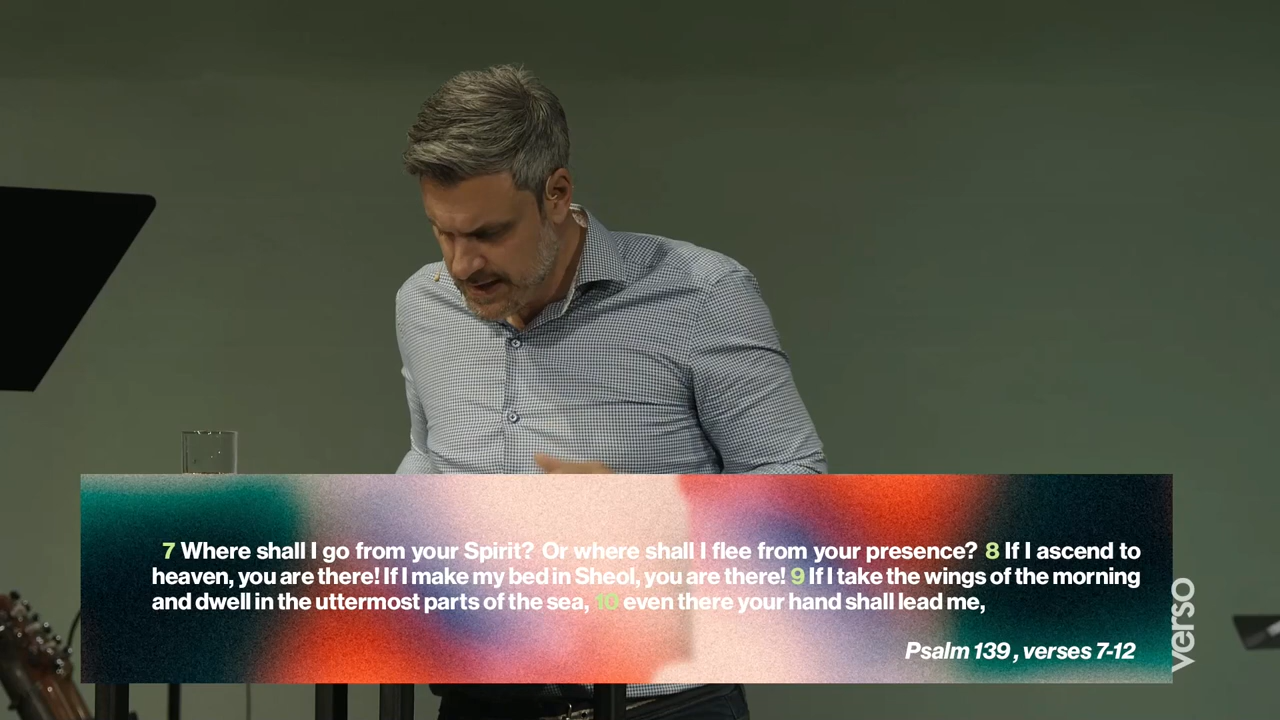 7 Where shall I go from your Spirit? Or where shall I flee from your presence? 8 If I ascend to
heaven, you are there! If I make my bed in Sheol, you are there! 9 If I take the wings of the morning
and dwell in the uttermost parts of the sea, 10 even there your hand shall lead me,
Psalm 139 , verses 7-12
verso